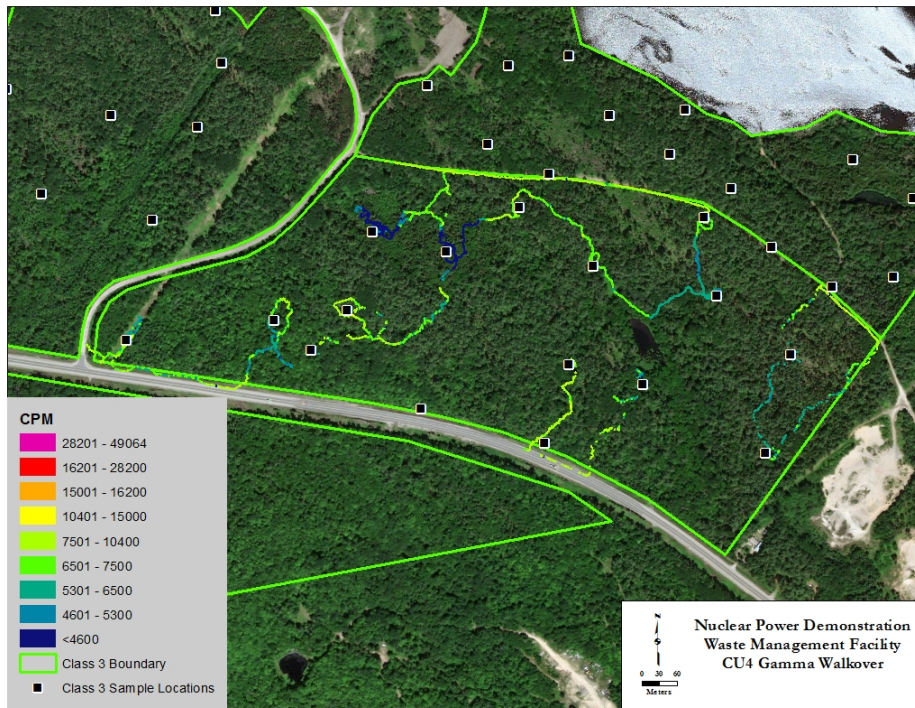 CPM
28201 - 49064
16201 - 28200
15001 - 16200
10401 - 15000
7501 - 10400
6501 - 7500
5301 - 6500
4601 - 5300
<4600
Class 3 Boundary
Class 3 Sample Locations
N
S
0 30 60
Meters
Nuclear Power Demonstration
Waste Management Facility
CU4 Gamma Walkover